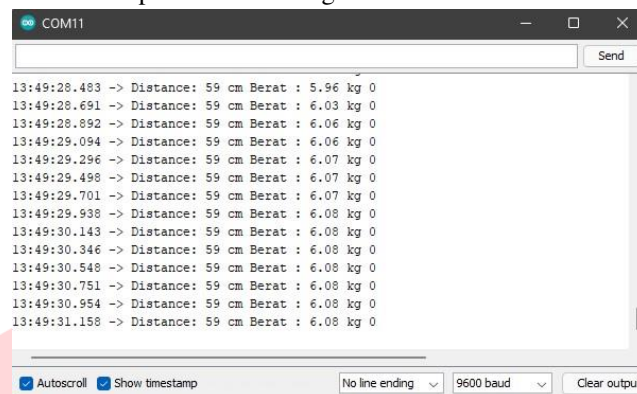 COM11
Send
13:49:28.483 -> Distance: 59 cm Berat : 5.96 kg 0
13:49:28.691 -> Distance: 59 cm Berat : 6.03 kg 0
13:49:28.892 -> Distance: 59 cm Berat : 6.06 kg 0
13:49:29.094 -> Distance: 59 cm Berat : 6.06 kg 0
13:49:29.296 -> Distance: 59 cm Berat : 6.07 kg 0
13:49:29.498 -> Distance: 59 cm Berat : 6.07 kg 0
13:49:29.701 -> Distance: 59 cm Berat : 6.07 kg 0
13:49:29.938 -> Distance: 59 cm Berat : 6.08 kg 0
13:49:30.143 -> Distance: 59 cm Berat : 6.08 kg 0
13:49:30.346 -> Distance: 59 cm Berat : 6.08 kg 0
13:49:30.548 -> Distance: 59 cm Berat : 6.08 kg 0
13:49:30.751 -> Distance: 59 cm Berat : 6.08 kg 0
13:49:30.954 -> Distance: 59 cm Berat : 6.08 kg 0
13:49:31.158 -> Distance: 59 cm Berat : 6.08 kg 0
Autoscroll Show timestamp No line ending 9600 baud Clear outpu